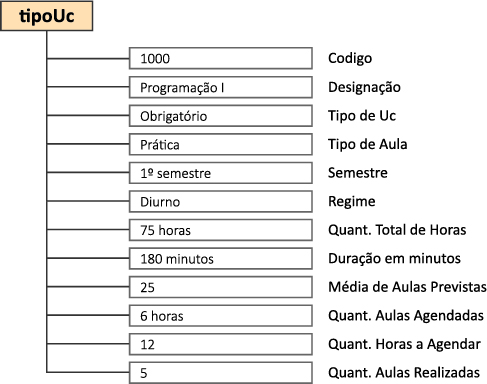 tipoUc
1000 Codigo
Programação I Designação
Obrigatório Tipo de Uc
Prática Tipo de Aula
1º semestre Semestre
Diurno Regime
75 horas Quant. Total de Horas
180 minutos Duração em minutos
25 Média de Aulas Previstas
6 horas Quant. Aulas Agendadas
12 Quant. Horas a Agendar
5 Quant. Aulas Realizadas